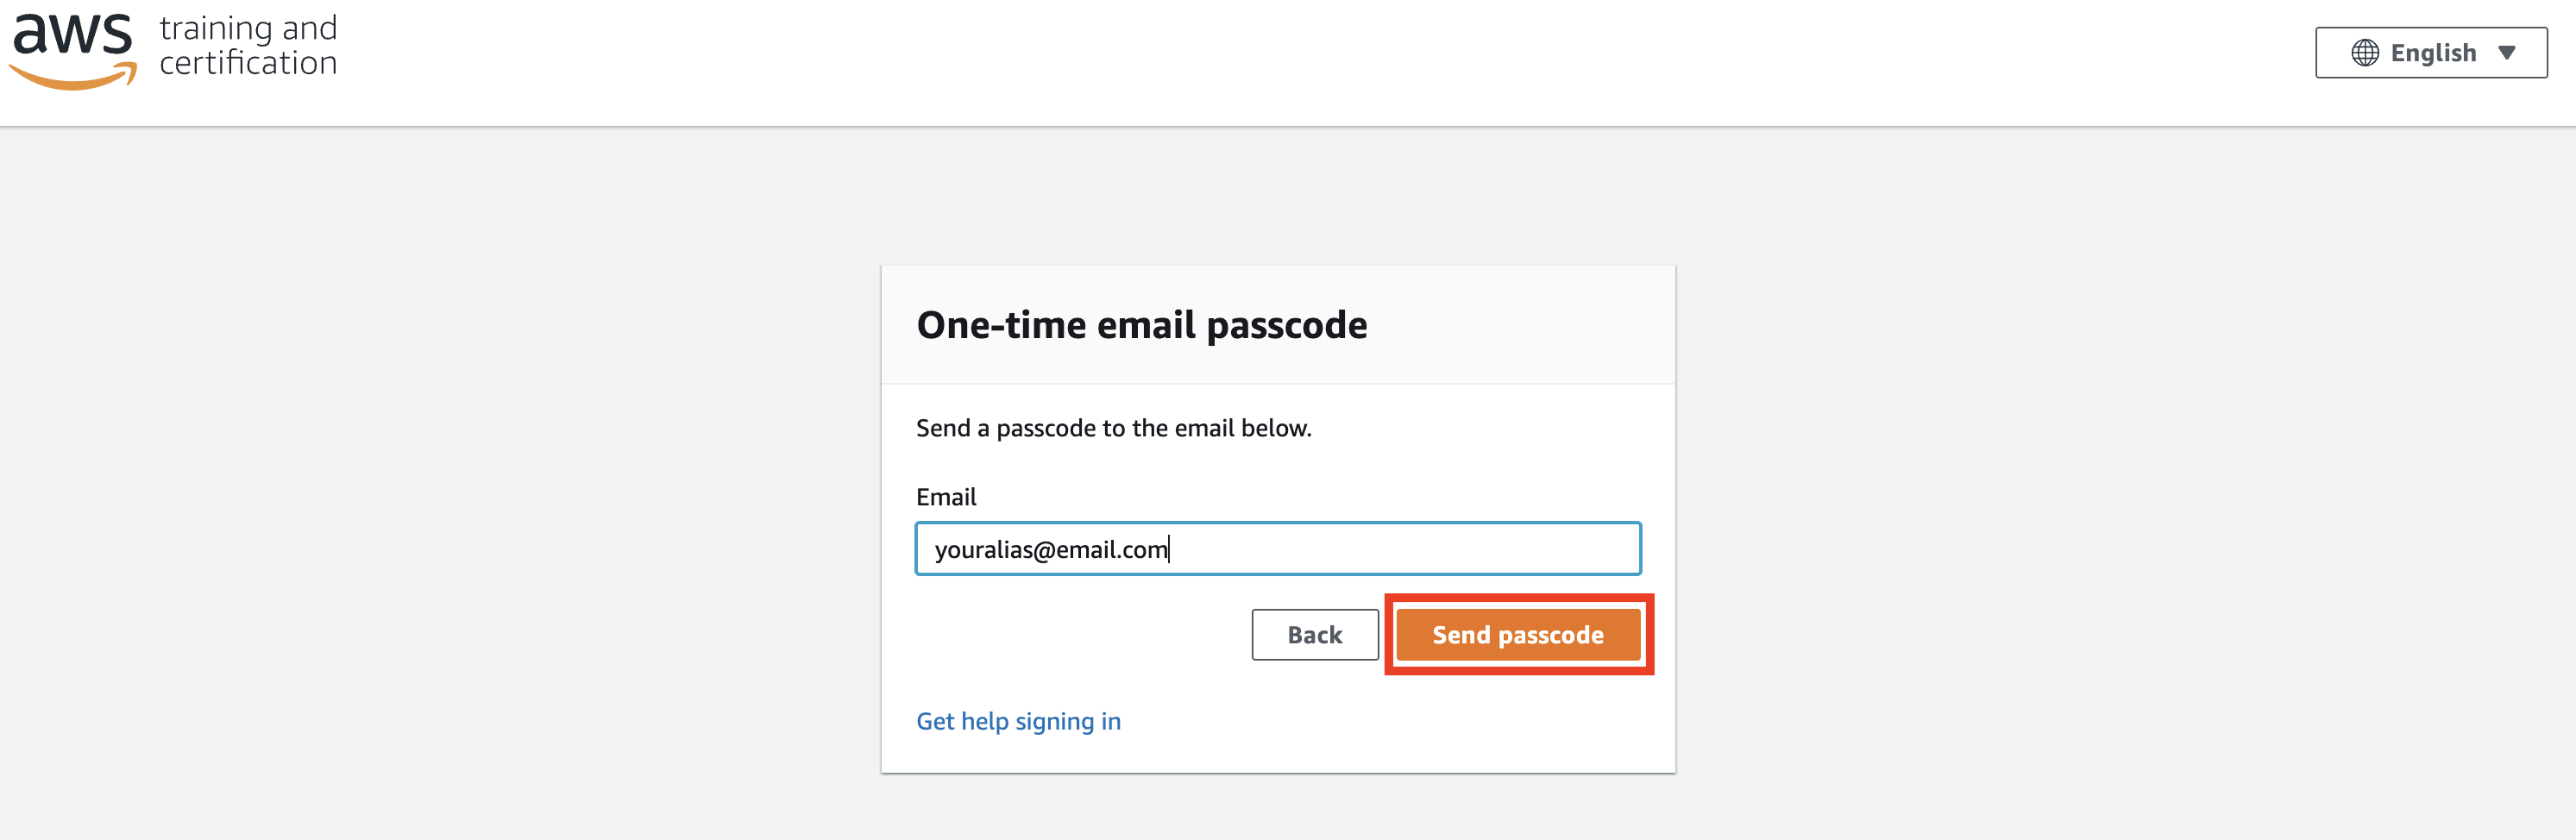 aws training and
certification
English
One-time email passcode
Send a passcode to the email below.
Email
youralias@email.com
Back
Send passcode
Get help signing in